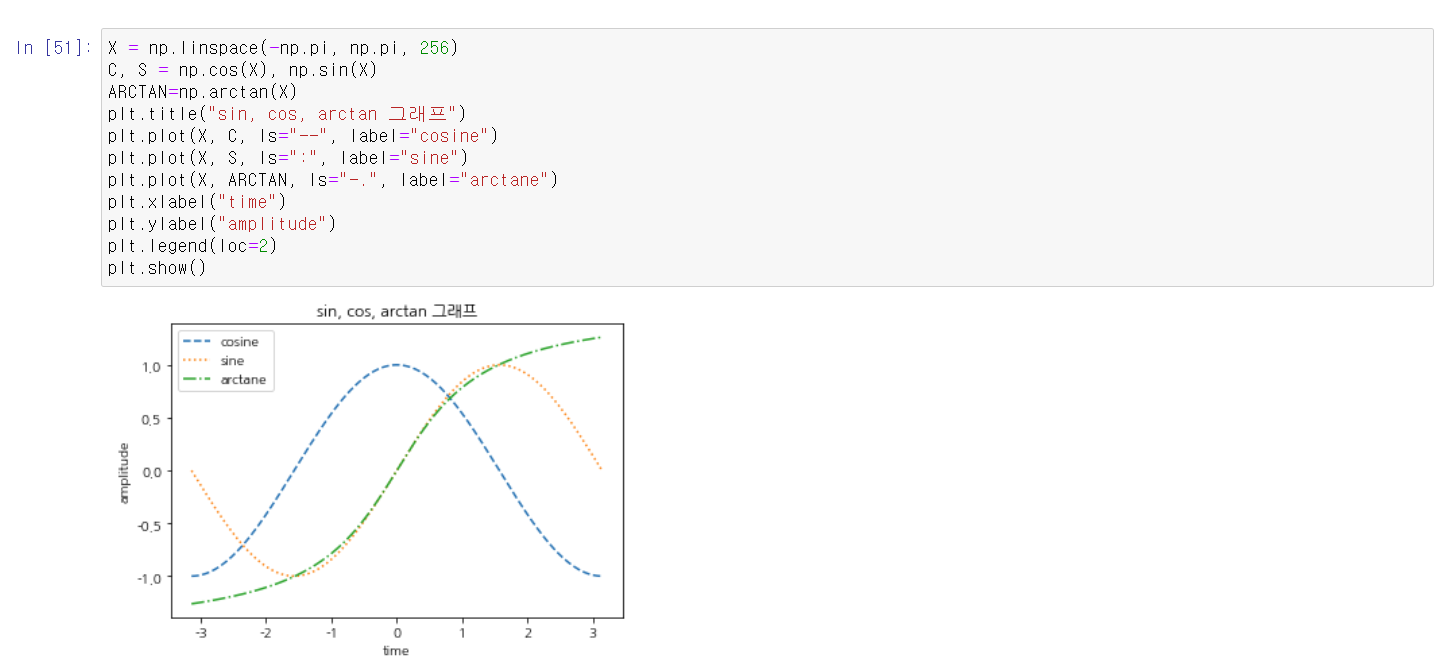 In [51]:
X = np.linspace(-np.pi, np.pi, 256)
C, S = np.cos(X), np.sin(X)
ARCTAN=np.arctan(X)
plt.title("sin, cos, arctan 그래프")
plt.plot(X, C, ls="--", label="cosine")
plt.plot(X, S, ls=":", label="sine")
plt.plot(X, ARCTAN, ls="-.", label="arctane")
plt.xlabel("time")
plt.ylabel("amplitude")
plt.legend(loc=2)
plt.show()
sin, cos, arctan 그래프
cosine
sine
arctane
1.0
0.5
0.0
-0.5
-1.0
amplitude
-3 -2 -1 0 1 2 3
time